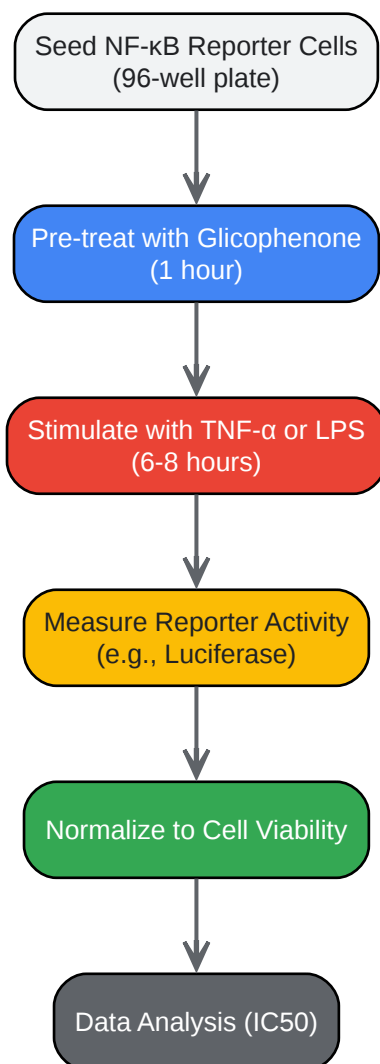 Seed NF-κB Reporter Cells
(96-well plate)
Pre-treat with Glicophenone
(1 hour)
Stimulate with TNF-α or LPS
(6-8 hours)
Measure Reporter Activity
(e.g., Luciferase)
Normalize to Cell Viability
Data Analysis (IC50)